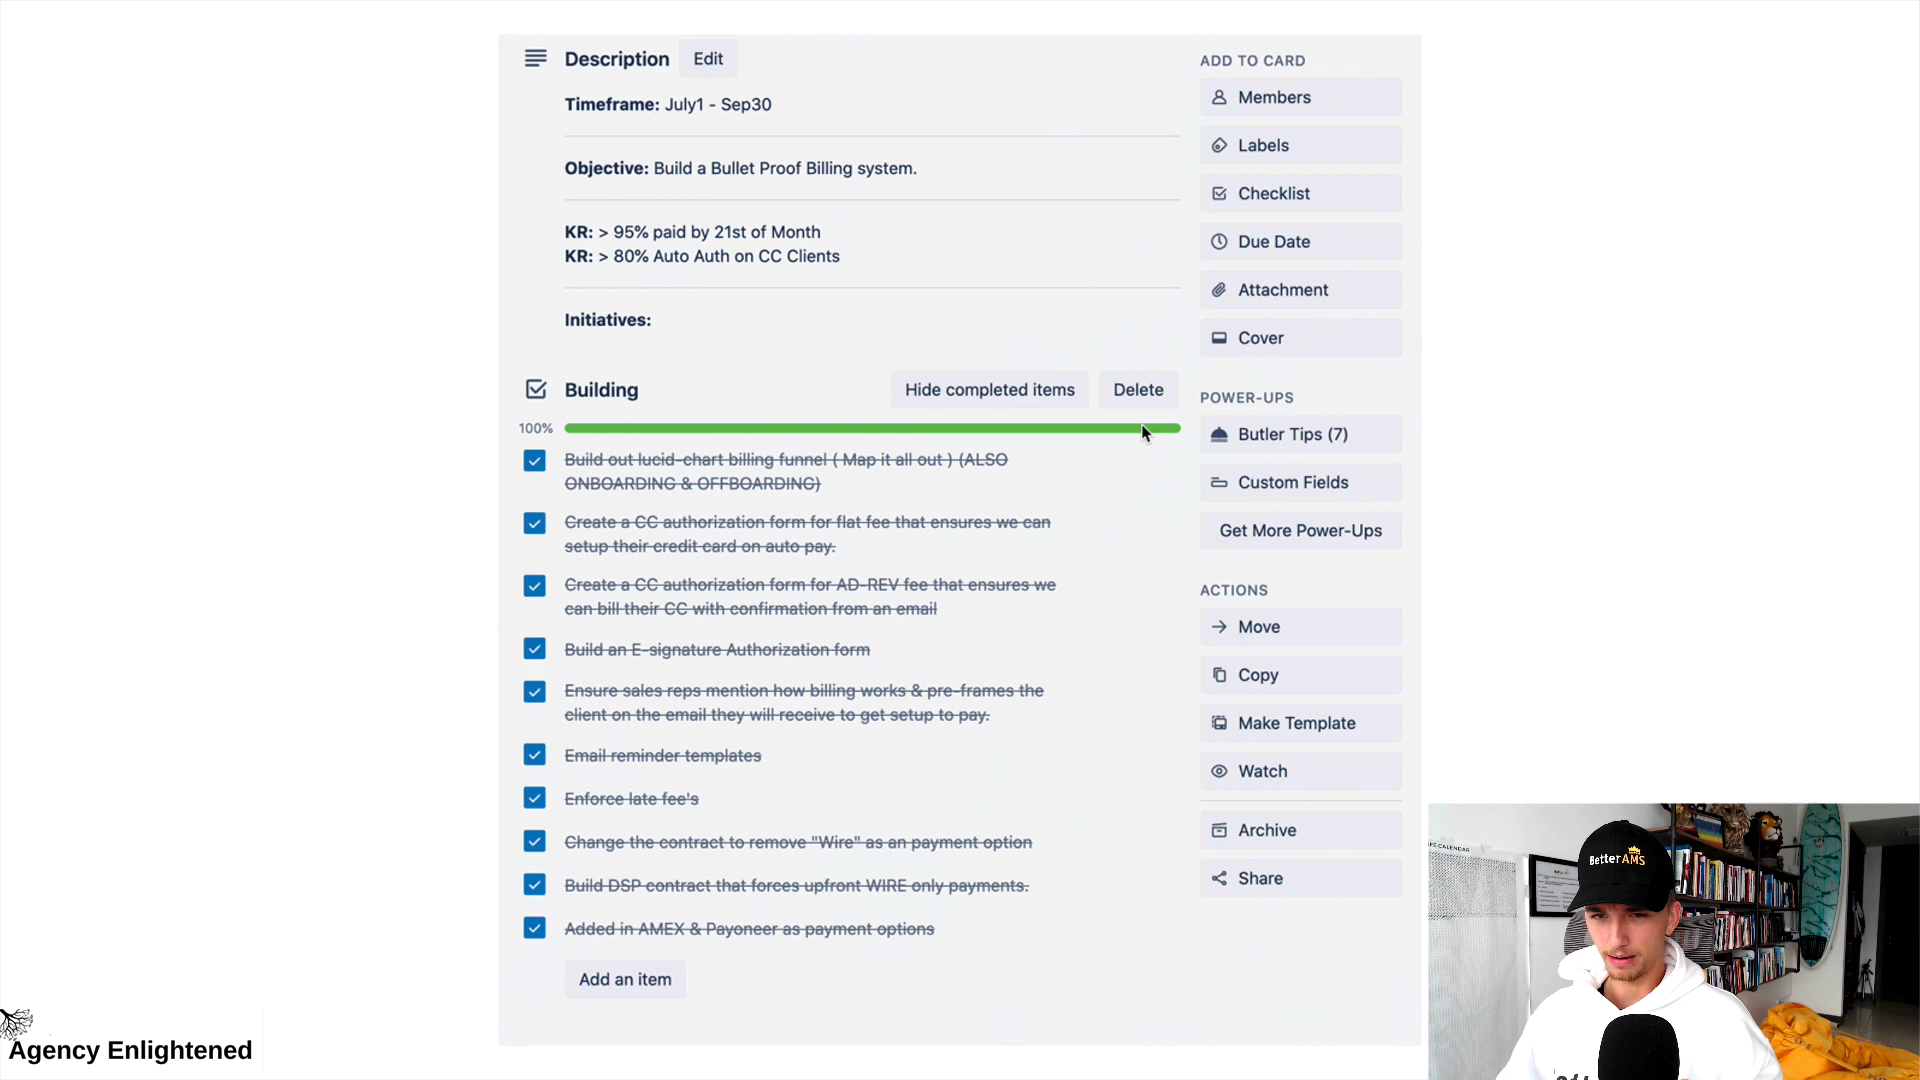 Description
Edit
Timeframe: July1 - Sep30
Objective: Build a Bullet Proof Billing system.
KR: > 95% paid by 21st of Month
KR: > 80% Auto Auth on CC Clients
Initiatives:
Building
Hide completed items
Delete
100%
Build out lucid-chart billing funnel ( Map it all out ) (ALSO
ONBOARDING & OFFBOARDING)
Create a CC authorization form for flat fee that ensures we can
setup their credit card on auto pay.
Create a CC authorization form for AD-REV fee that ensures we
can bill their CC with confirmation from an email
Build an E-signature Authorization form
Ensure sales reps mention how billing works & pre-frames the
client on the email they will receive to get setup to pay.
Email reminder templates
Enforce late fee's
Change the contract to remove "Wire" as an payment option
Build DSP contract that forces upfront WIRE only payments.
Added in AMEX & Payoneer as payment options
Add an item
ADD TO CARD
Members
Labels
Checklist
Due Date
Attachment
Cover
POWER-UPS
Butler Tips (7)
Custom Fields
Get More Power-Ups
ACTIONS
Move
Copy
Make Template
Watch
Archive
Share
Agency Enlightened
CALENDAR
BetterAMS